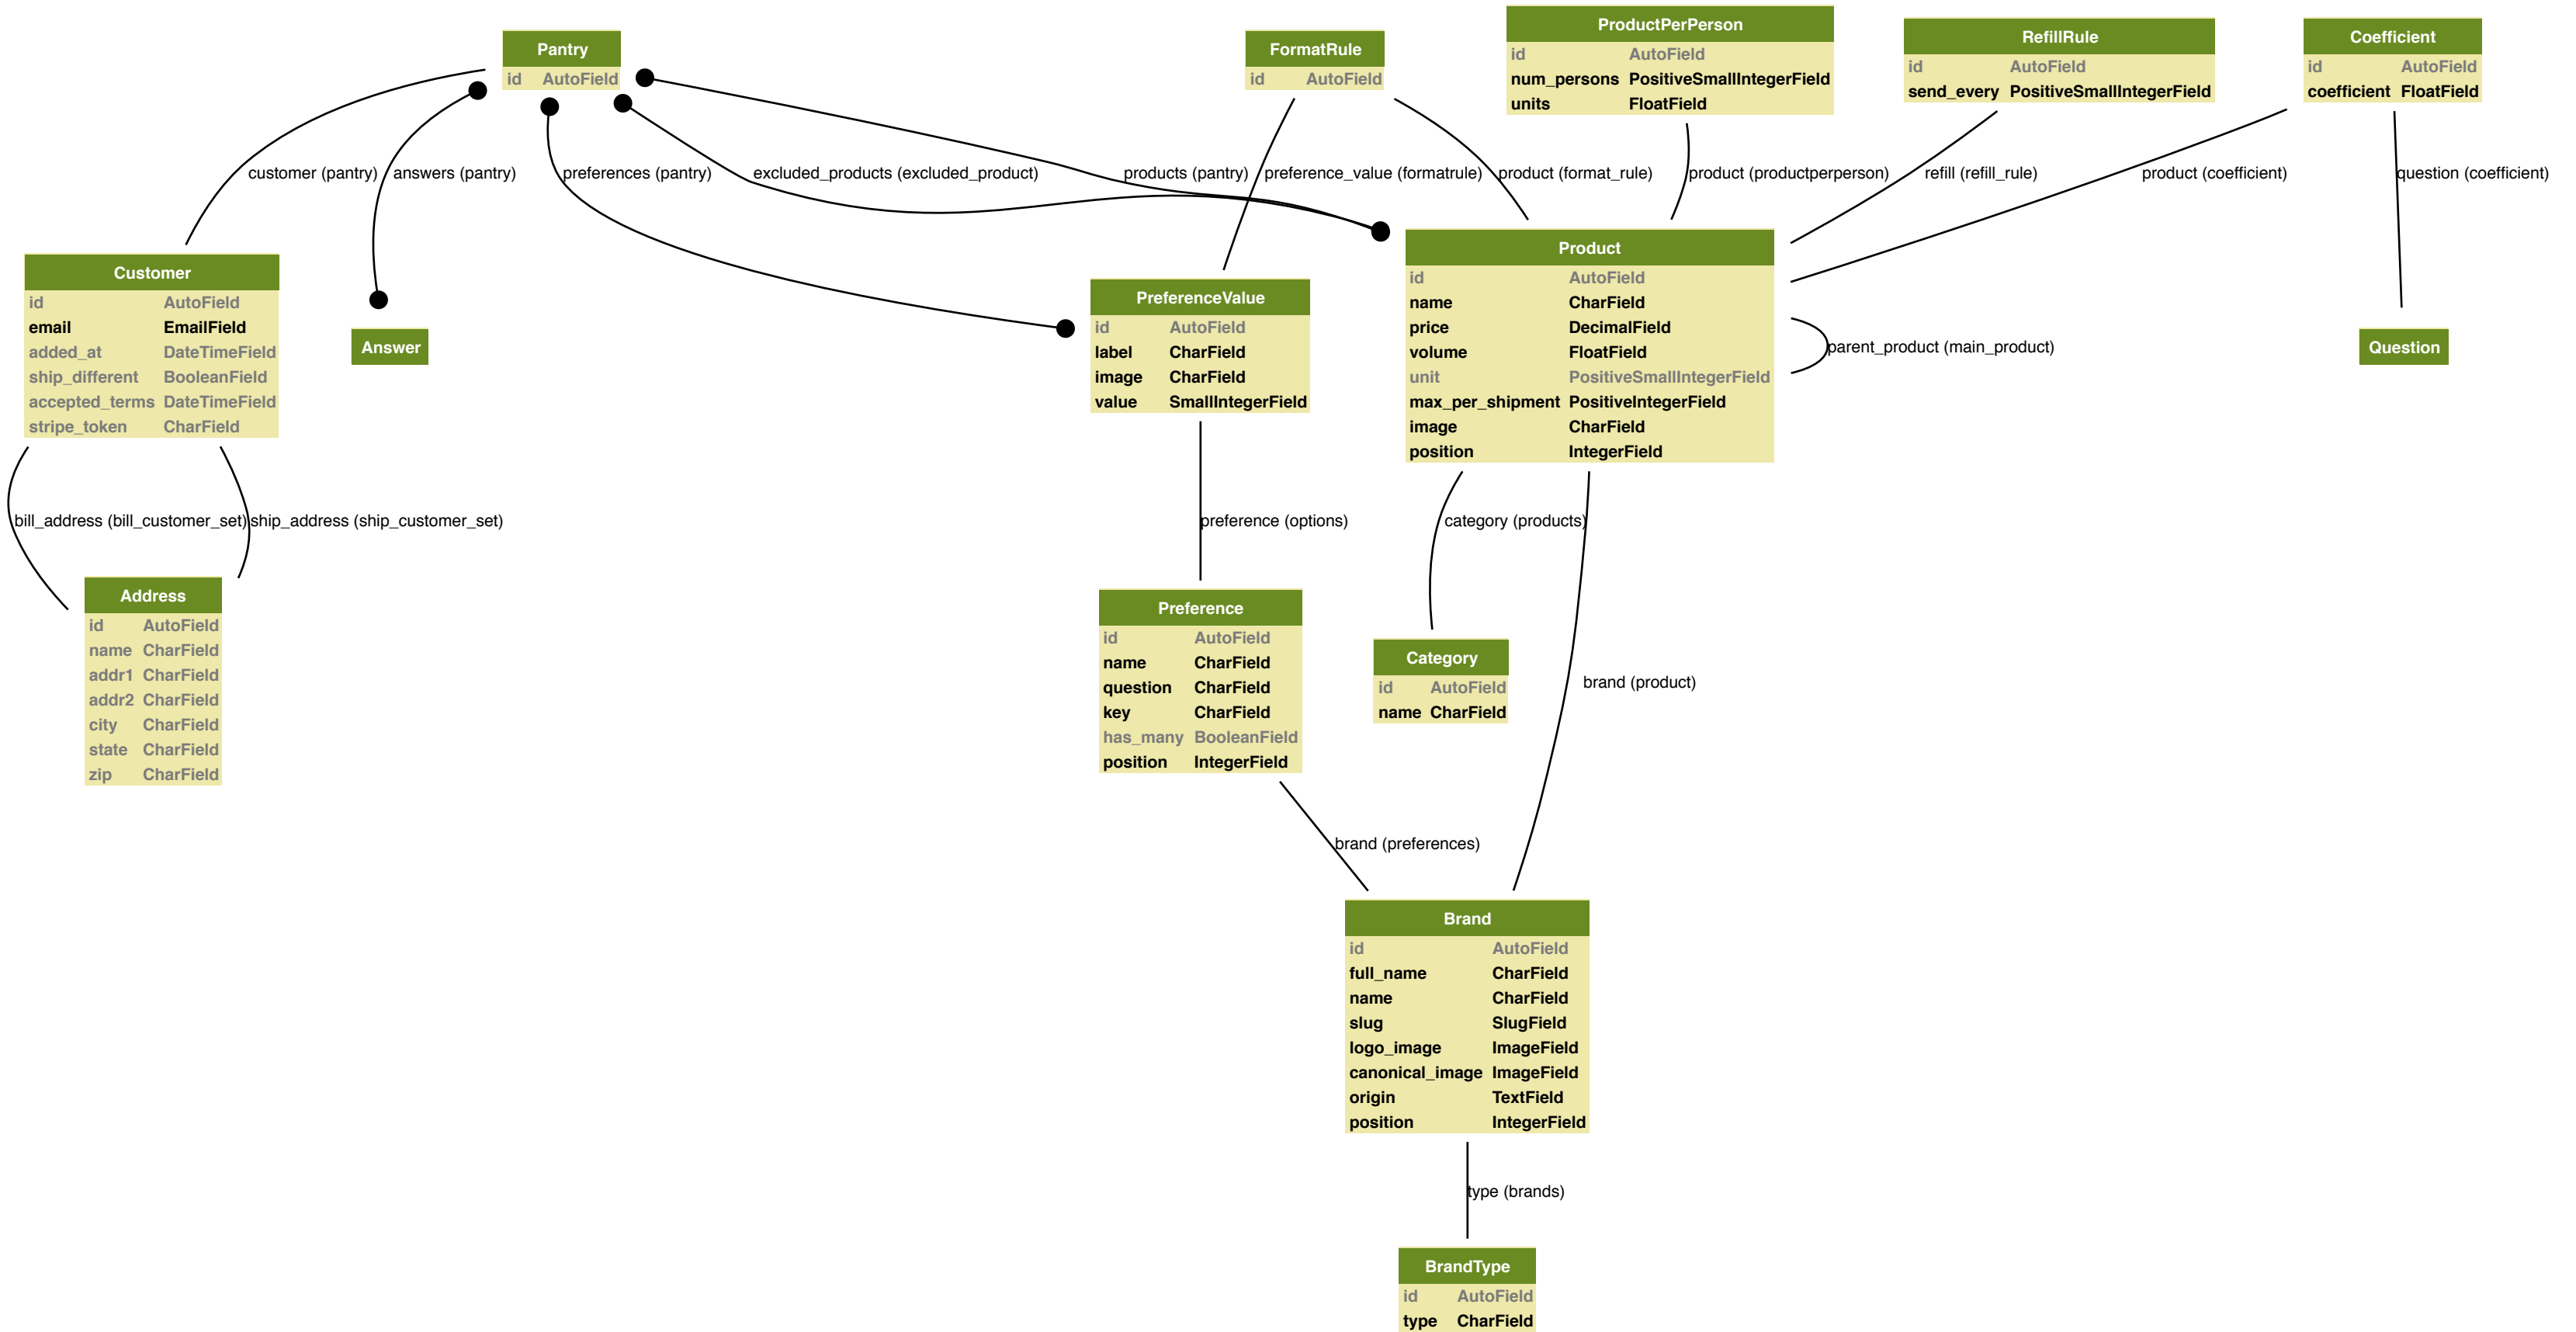 Pantry
id AutoField
FormatRule
id AutoField
ProductPerPerson
id AutoField
num_persons PositiveSmallIntegerField
units FloatField
RefillRule
id AutoField
send_every PositiveSmallIntegerField
Coefficient
id AutoField
coefficient FloatField
customer (pantry)
answers (pantry)
preferences (pantry)
excluded_products (excluded_product)
products (pantry)
preference_value (formatrule)
product (format_rule)
product (productperperson)
refill (refill_rule)
product (coefficient)
question (coefficient)
Customer
id AutoField
email EmailField
added_at DateTimeField
ship_different BooleanField
accepted_terms DateTimeField
stripe_token CharField
Answer
PreferenceValue
id AutoField
label CharField
image CharField
value SmallIntegerField
Product
id AutoField
name CharField
price DecimalField
volume FloatField
unit PositiveSmallIntegerField
max_per_shipment PositiveIntegerField
image CharField
position IntegerField
parent_product (main_product)
Question
bill_address (bill_customer_set)
ship_address (ship_customer_set)
preference (options)
category (products)
Address
id AutoField
name CharField
addr1 CharField
addr2 CharField
city CharField
state CharField
zip CharField
Preference
id AutoField
name CharField
question CharField
key CharField
has_many BooleanField
position IntegerField
Category
id AutoField
name CharField
brand (product)
brand (preferences)
Brand
id AutoField
full_name CharField
name CharField
slug SlugField
logo_image ImageField
canonical_image ImageField
origin TextField
position IntegerField
type (brands)
BrandType
id AutoField
type CharField